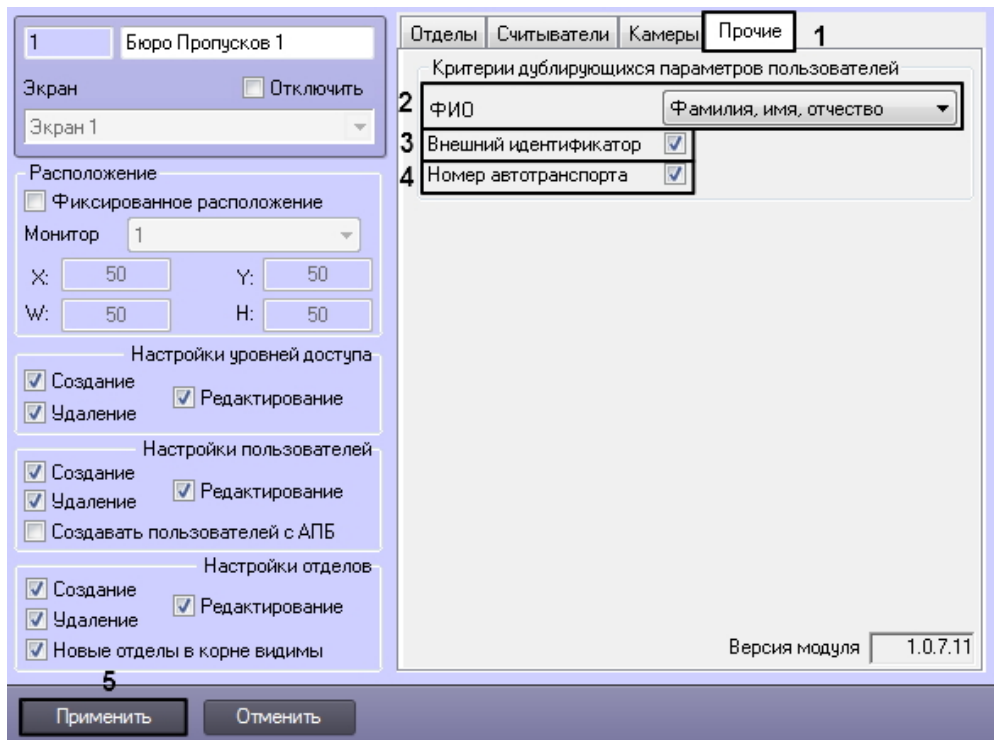 1
Бюро Пропусков 1
Экран
Отключить
Экран 1
Расположение
Фиксированное расположение
Монитор
1
X: 50
Y: 50
W: 50
H: 50
Настройки уровней доступа
Создание
Редактирование
Удаление
Настройки пользователей
Создание
Редактирование
Удаление
Создавать пользователей с АПБ
Настройки отделов
Создание
Редактирование
Удаление
Новые отделы в корне видимы
Отделы
Считыватели
Камеры
Прочие
1
Критерии дублирующихся параметров пользователей
2
ФИО
Фамилия, имя, отчество
3
Внешний идентификатор
4
Номер автотранспорта
Версия модуля
1.0.7.11
5
Применить
Отменить